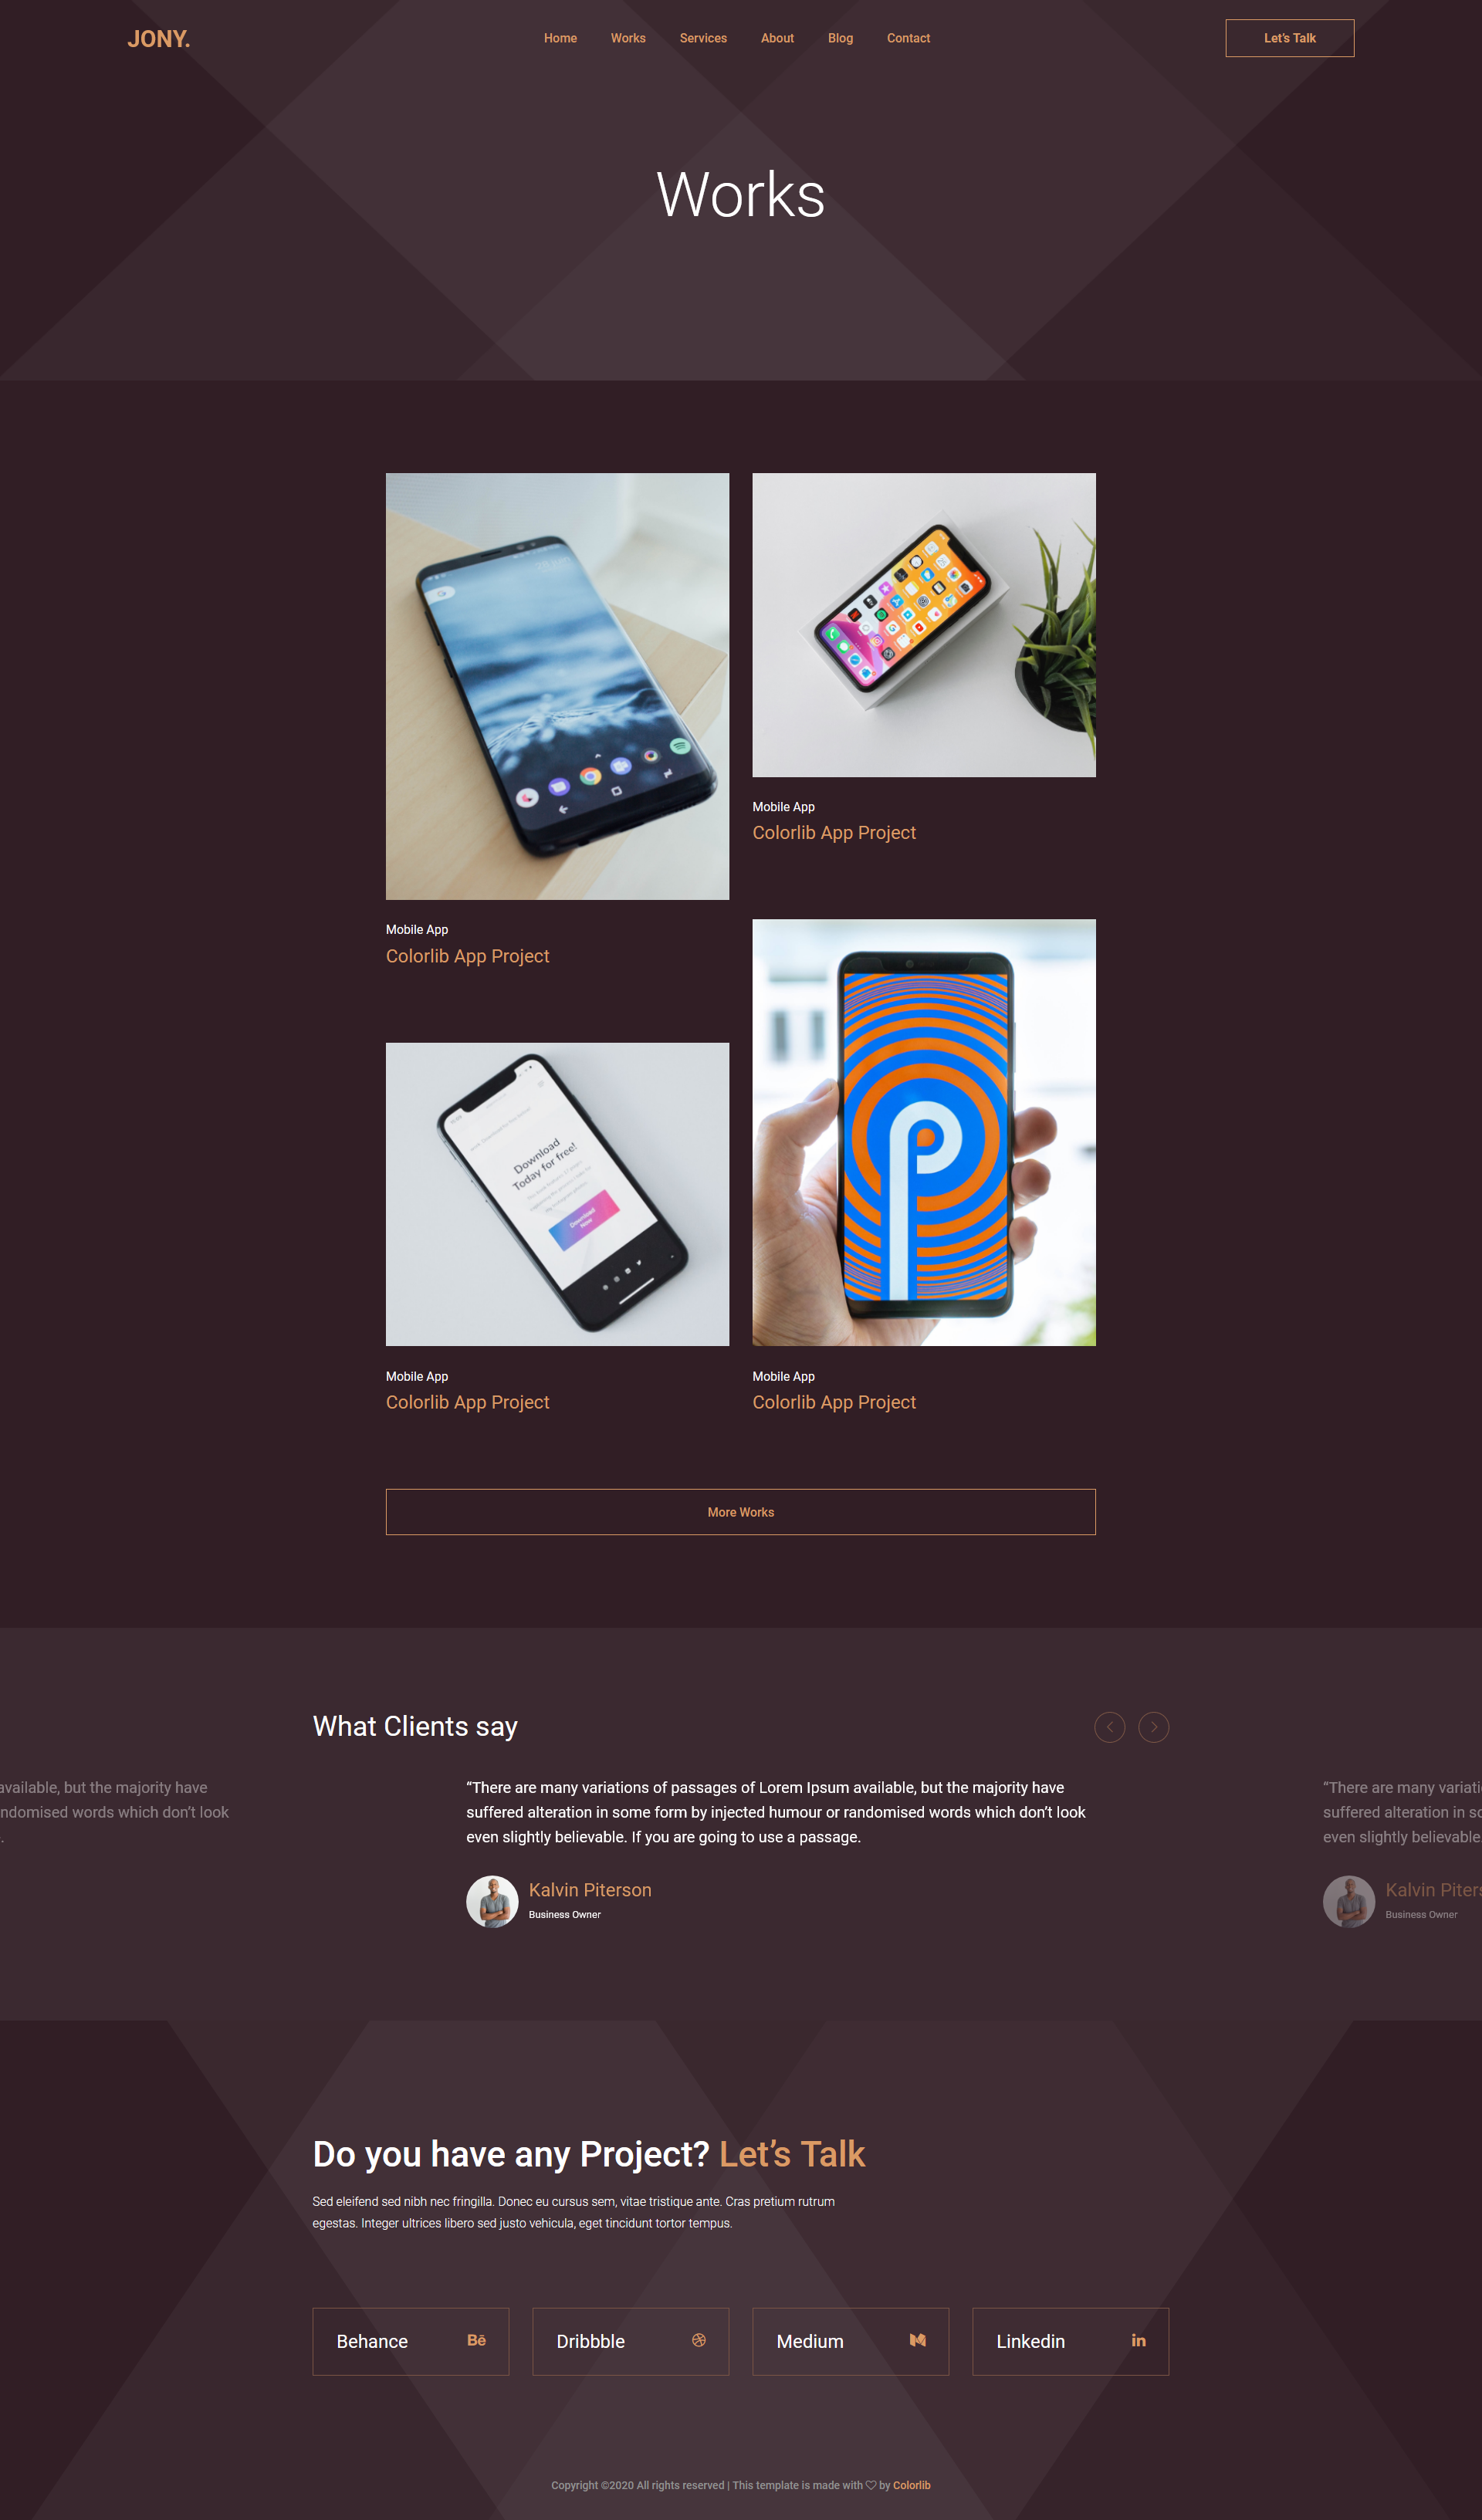 JONY.
Home
Works
Services
About
Blog
Contact
Let's Talk
Works
Mobile App
Colorlib App Project
Mobile App
Colorlib App Project
Download
Today for free!
Download
Now
Mobile App
Colorlib App Project
Mobile App
Colorlib App Project
More Works
What Clients say
available, but the majority have
ndomised words which don't look
“There are many variations of passages of Lorem Ipsum available, but the majority have
suffered alteration in some form by injected humour or randomised words which don't look
even slightly believable. If you are going to use a passage.
Kalvin Piterson
Business Owner
“There are many variati
suffered alteration in so
even slightly believable
Kalvin Piters
Business Owner
Do you have any Project? Let's Talk
Sed eleifend sed nibh nec fringilla. Donec eu cursus sem, vitae tristique ante. Cras pretium rutrum
egestas. Integer ultrices libero sed justo vehicula, eget tincidunt tortor tempus.
Behance
Bē
Dribbble
Medium
Linkedin
in
Copyright ©2020 All rights reserved | This template is made with ♡ by Colorlib